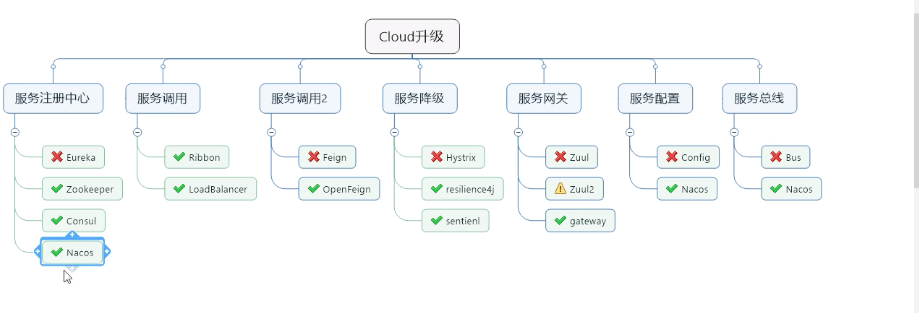 Cloud升级
服务注册中心
Eureka
Zookeeper
Consul
Nacos
服务调用
Ribbon
LoadBalancer
服务调用2
Feign
OpenFeign
服务降级
Hystrix
resilience4j
sentienl
服务网关
Zuul
Zuul2
gateway
服务配置
Config
Nacos
服务总线
Bus
Nacos